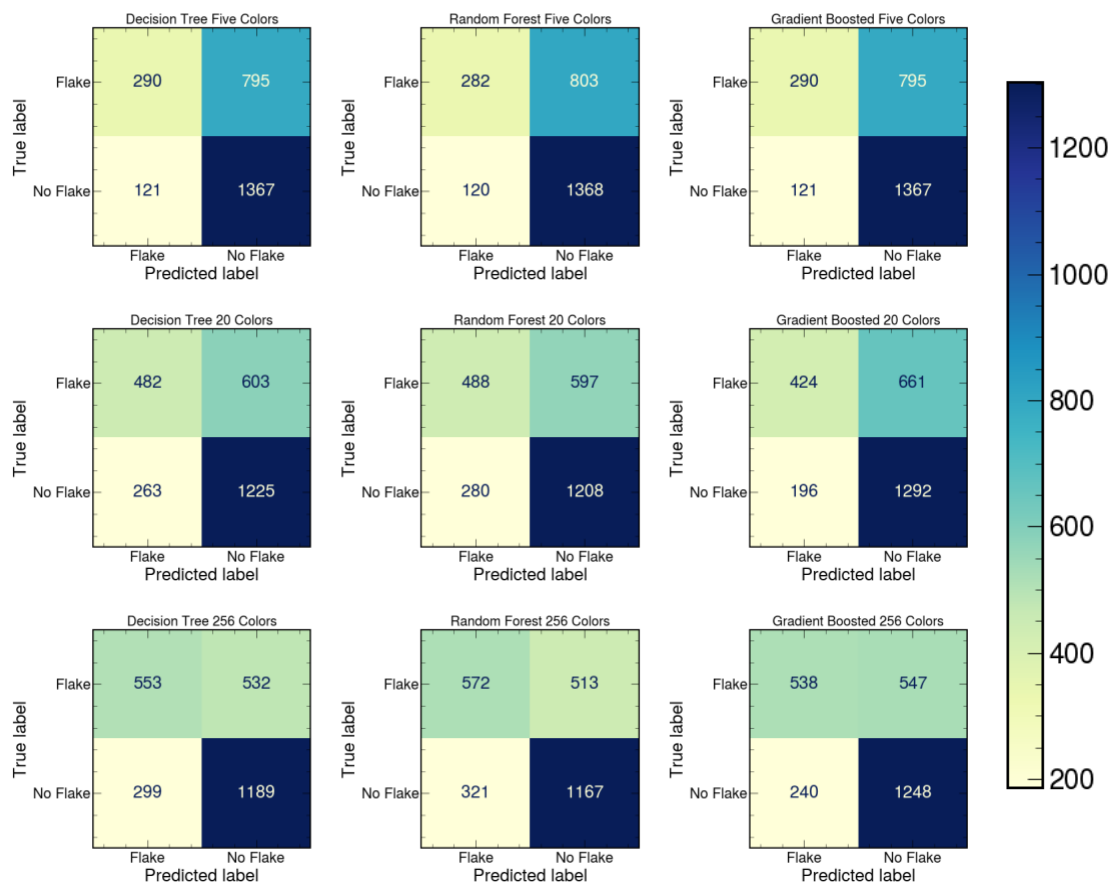 Decision Tree Five Colors
True label
Flake
290 795
No Flake
121 1367
Flake No Flake
Predicted label
Random Forest Five Colors
True label
Flake
282 803
No Flake
120 1368
Flake No Flake
Predicted label
Gradient Boosted Five Colors
True label
Flake
290 795
No Flake
121 1367
Flake No Flake
Predicted label
Decision Tree 20 Colors
True label
Flake
482 603
No Flake
263 1225
Flake No Flake
Predicted label
Random Forest 20 Colors
True label
Flake
488 597
No Flake
280 1208
Flake No Flake
Predicted label
Gradient Boosted 20 Colors
True label
Flake
424 661
No Flake
196 1292
Flake No Flake
Predicted label
Decision Tree 256 Colors
True label
Flake
553 532
No Flake
299 1189
Flake No Flake
Predicted label
Random Forest 256 Colors
True label
Flake
572 513
No Flake
321 1167
Flake No Flake
Predicted label
Gradient Boosted 256 Colors
True label
Flake
538 547
No Flake
240 1248
Flake No Flake
Predicted label
1200
1000
800
600
400
200